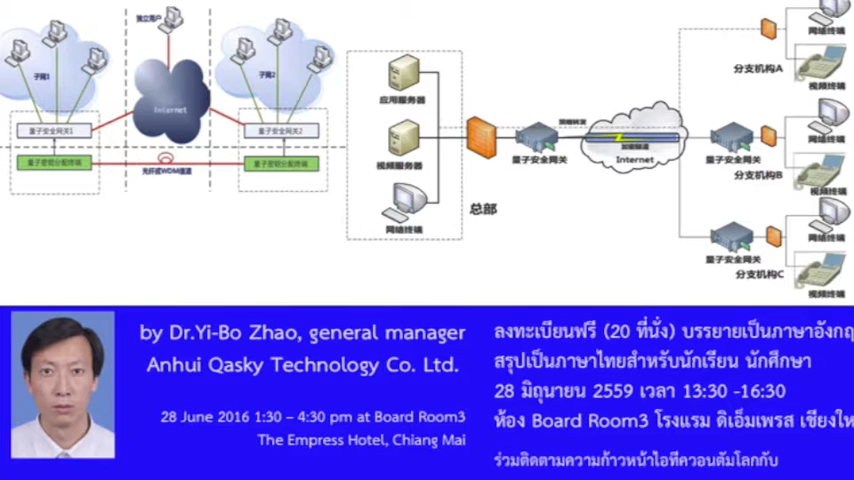 独立用户
子网1
Internet
子网2
量子安全网关1
量子安全网关2
量子密钥分配终端
光纤或WDM信道
量子密钥分配终端
应用服务器
视频服务器
网络终端
总部
量子安全网关
策略转发
加密隧道
Internet
分支机构A
网络终端
视频终端
量子安全网关
分支机构B
网络终端
视频终端
量子安全网关
分支机构C
网络终端
视频终端
by Dr.Yi-Bo Zhao, general manager
Anhui Qasky Technology Co. Ltd.
28 June 2016 1:30 – 4:30 pm at Board Room3
The Empress Hotel, Chiang Mai
ลงทะเบียนฟรี (20 ที่นั่ง) บรรยายเป็นภาษาอังกฤ
สรุปเป็นภาษาไทยสำหรับนักเรียน นักศึกษา
28 มิถุนายน 2559 เวลา 13:30 -16:30
ห้อง Board Room3 โรงแรม ดิเอ็มเพรส เชียงให
ร่วมติดตามความก้าวหน้าไอทีควอนตัมโลกกับ